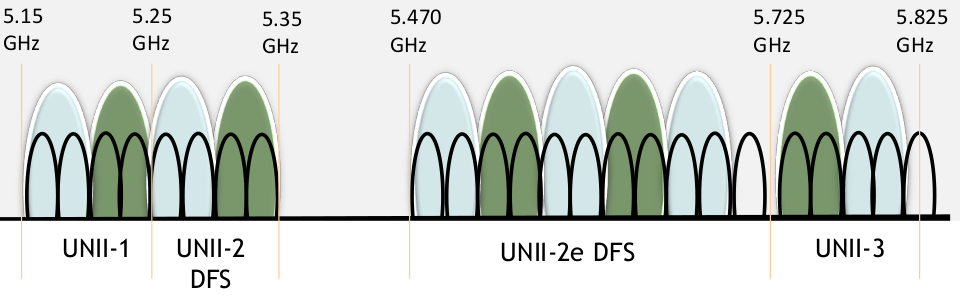 5.15
GHz
5.25
GHz
5.35
GHz
5.470
GHz
5.725
GHz
5.825
GHz
UNII-1
UNII-2
DFS
UNII-2e DFS
UNII-3